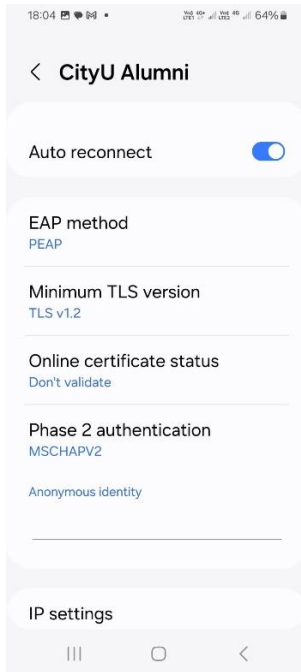 18:04 64%
CityU Alumni
Auto reconnect
EAP method
PEAP
Minimum TLS version
TLS v1.2
Online certificate status
Don't validate
Phase 2 authentication
MSCHAPV2
Anonymous identity
IP settings